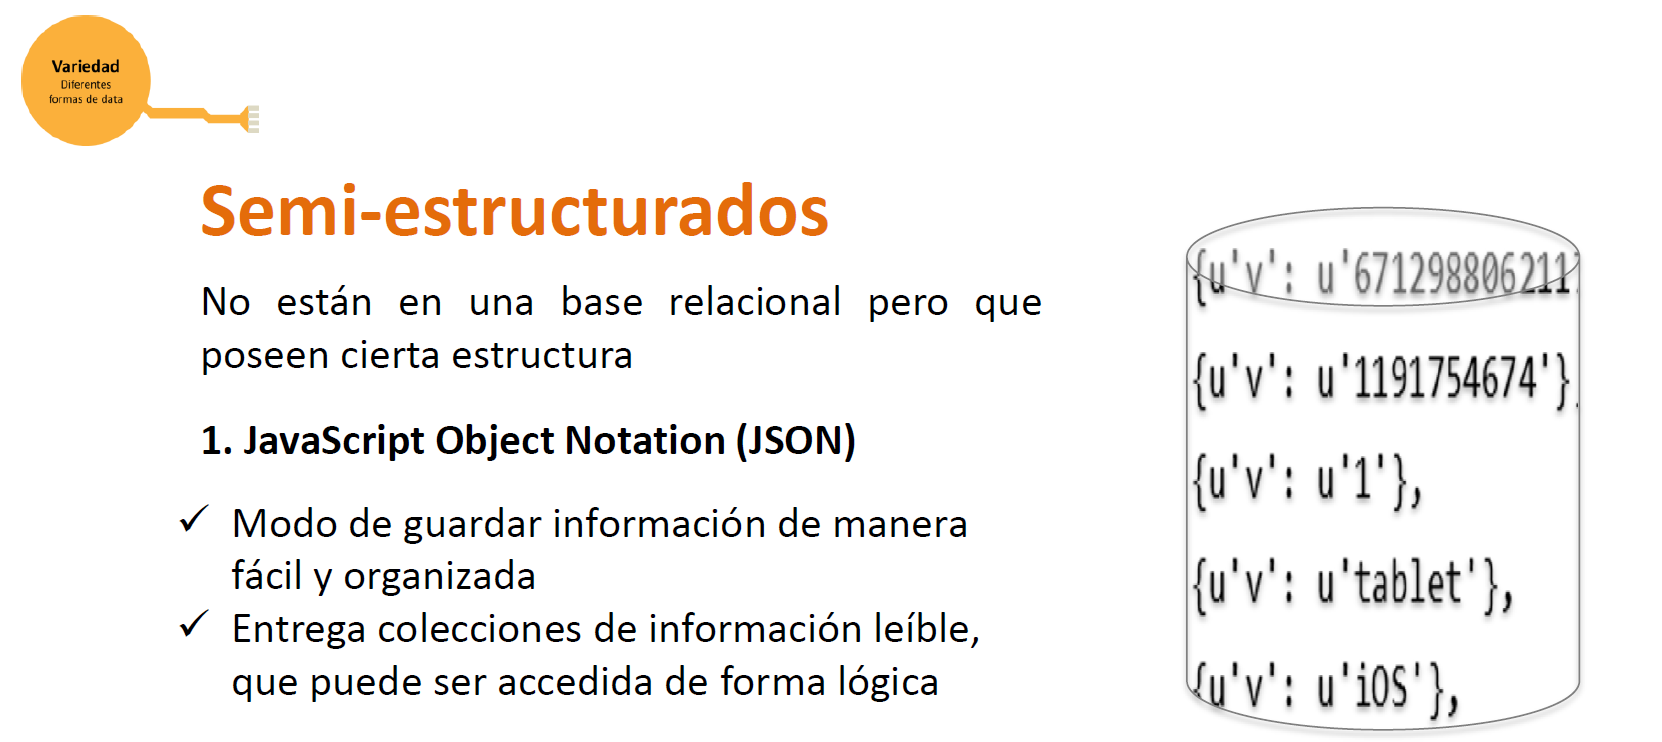 Variedad
Diferentes
formas de data
Semi-estructurados
No están en una base relacional pero que
poseen cierta estructura
1. JavaScript Object Notation (JSON)
✓ Modo de guardar información de manera
fácil y organizada
✓ Entrega colecciones de información leíble,
que puede ser accedida de forma lógica
{u'v': u'671298806211
{u'v': u'1191754674'}
{u'v': u'1'},
{u'v': u'tablet'},
{u'v': u'iOS'},